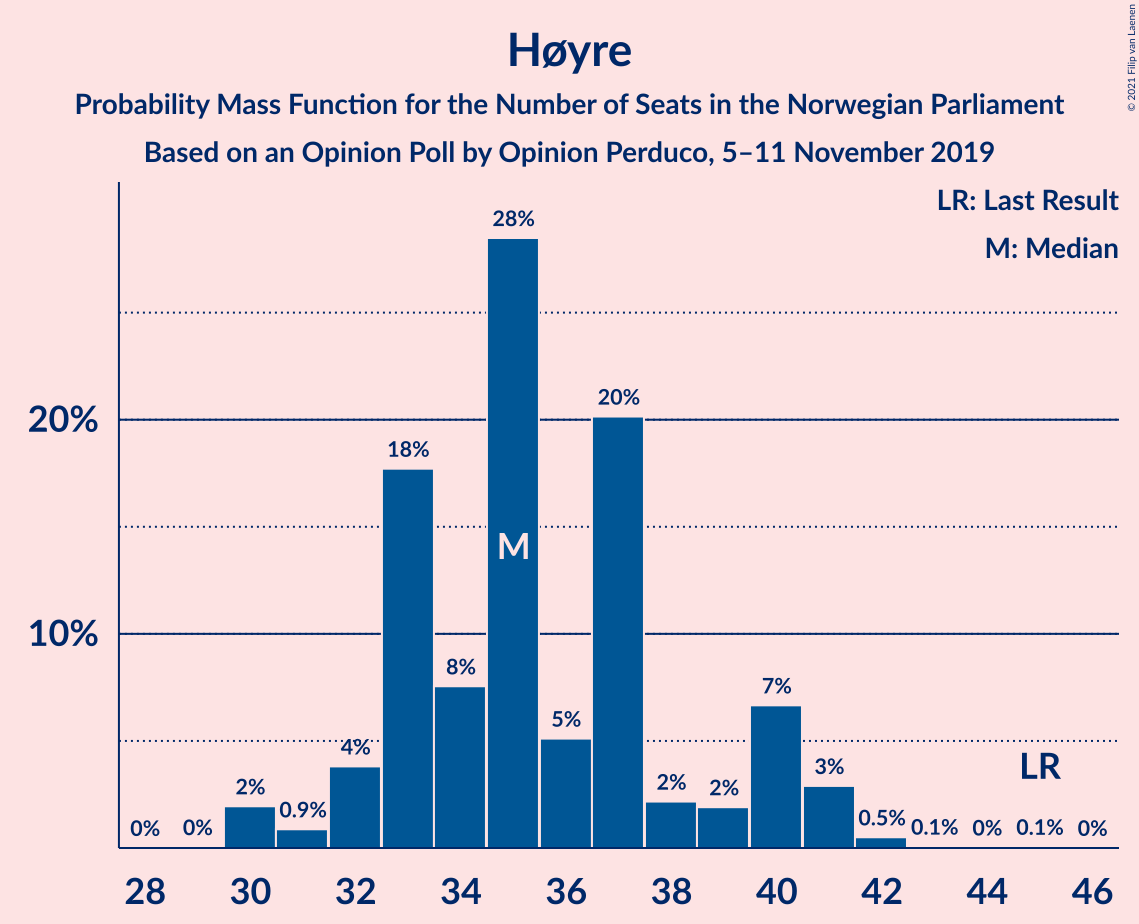 Høyre
Probability Mass Function for the Number of Seats in the Norwegian Parliament
Based on an Opinion Poll by Opinion Perduco, 5–11 November 2019
© 2021 Filip van Laenen
LR: Last Result
M: Median
20%
10%
0%
0%
2%
0.9%
4%
18%
8%
28%
M
5%
20%
2%
2%
7%
3%
0.5%
0.1%
0%
0.1%
0%
LR
28 30 32 34 36 38 40 42 44 46